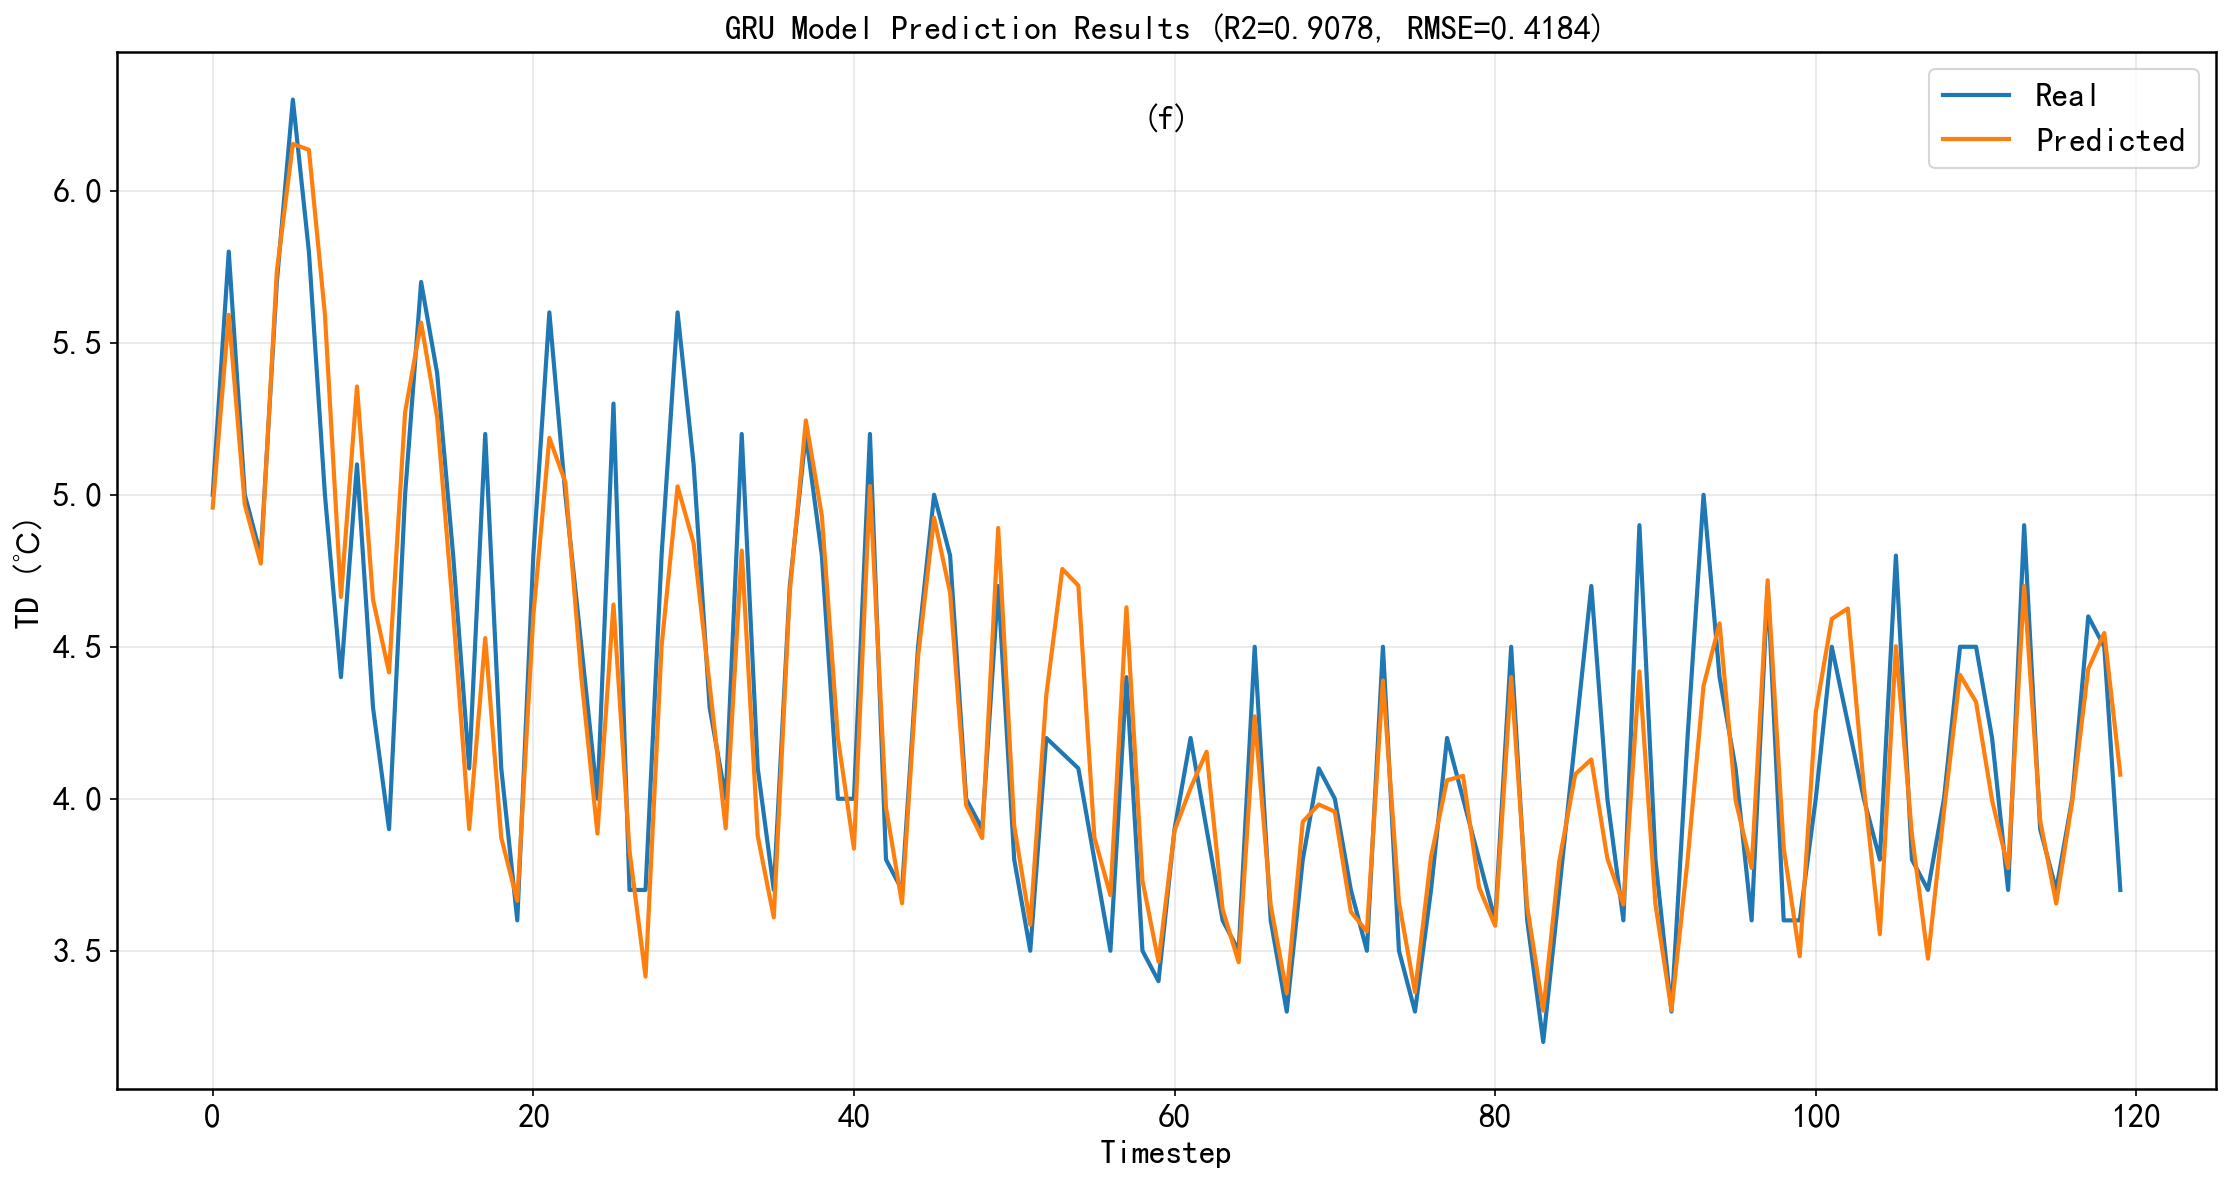 GRU Model Prediction Results (R2=0.9078, RMSE=0.4184)
(f)
Real
Predicted
TD (℃)
6.0
5.5
5.0
4.5
4.0
3.5
0 20 40 60 80 100 120
Timestep